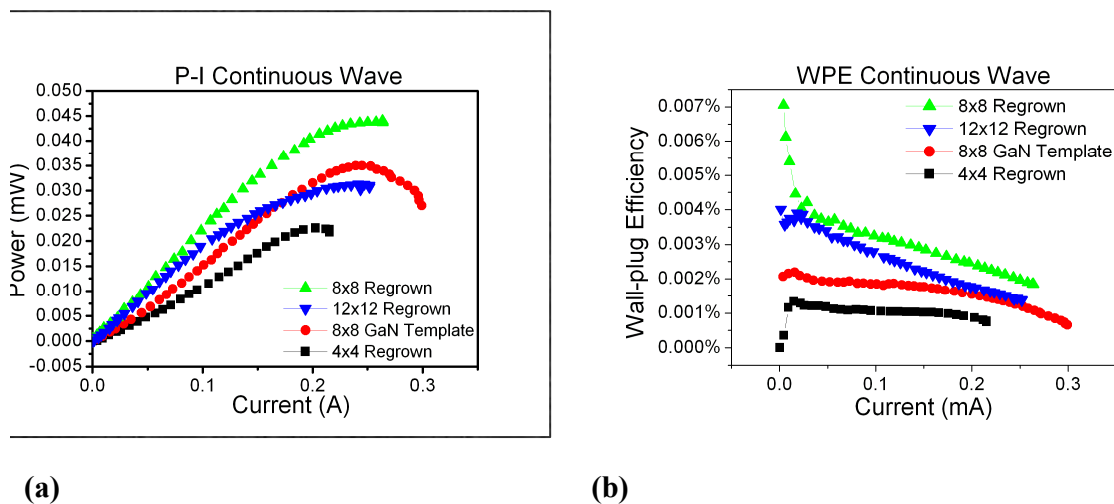 P-I Continuous Wave
0.050
0.045
0.040
0.035
0.030
0.025
0.020
0.015
0.010
0.005
0.000
-0.005
Power (mW)
8x8 Regrown
12x12 Regrown
8x8 GaN Template
4x4 Regrown
0.0 0.1 0.2 0.3
Current (A)
(a)
WPE Continuous Wave
0.007%
0.006%
0.005%
0.004%
0.003%
0.002%
0.001%
0.000%
Wall-plug Efficiency
8x8 Regrown
12x12 Regrown
8x8 GaN Template
4x4 Regrown
0.0 0.1 0.2 0.3
Current (mA)
(b)